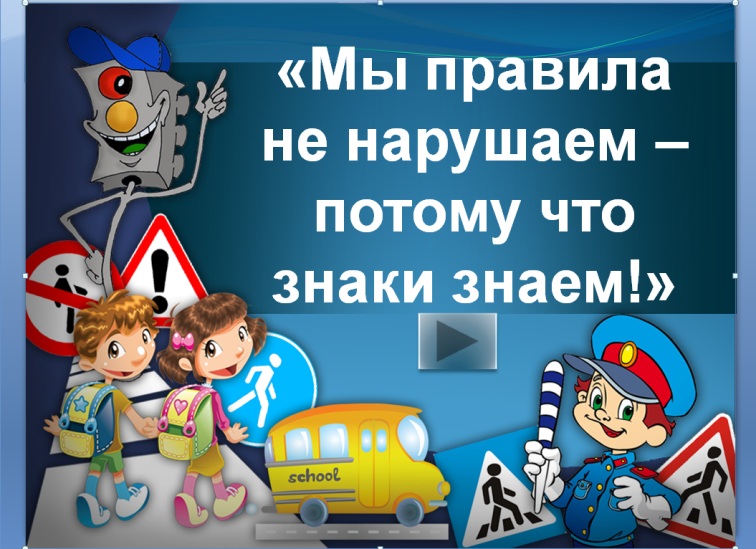 «Мы правила
не нарушаем –
потому что
знаки знаем!»
school